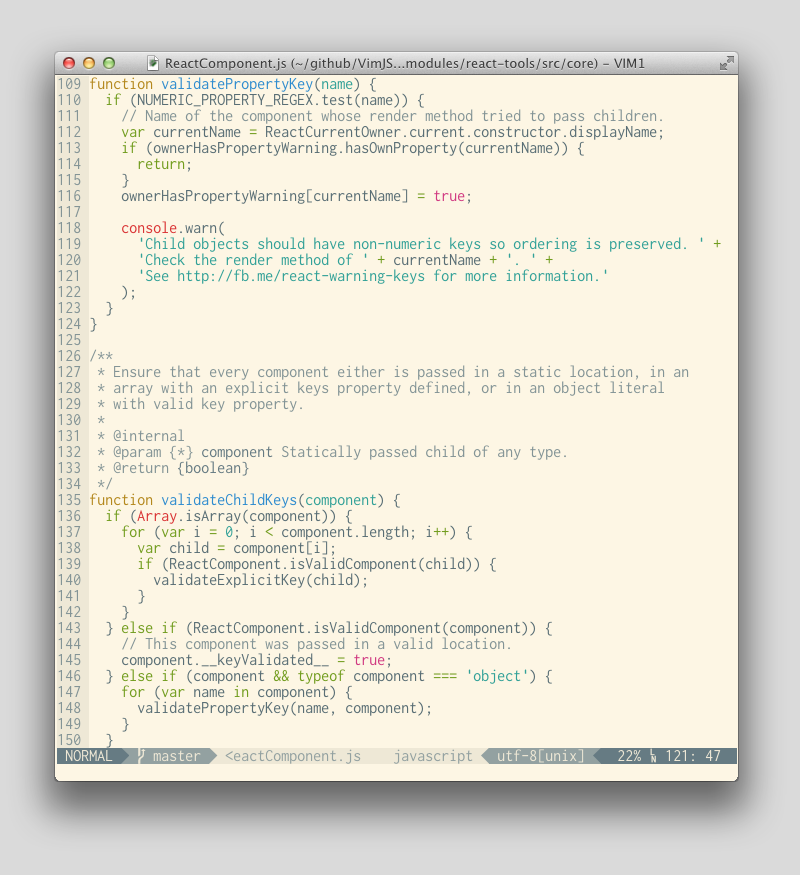 ReactComponent.js (~/github/VimJS...modules/react-tools/src/core) – VIM1
109 function validatePropertyKey(name) {
110   if (NUMERIC_PROPERTY_REGEX.test(name)) {
111     // Name of the component whose render method tried to pass children.
112     var currentName = ReactCurrentOwner.current.constructor.displayName;
113     if (ownerHasPropertyWarning.hasOwnProperty(currentName)) {
114       return;
115     }
116     ownerHasPropertyWarning[currentName] = true;
117
118     console.warn(
119       'Child objects should have non-numeric keys so ordering is preserved. ' +
120       'Check the render method of ' + currentName + '. ' +
121       'See http://fb.me/react-warning-keys for more information.'
122     );
123   }
124 }
125
126 /**
127  * Ensure that every component either is passed in a static location, in an
128  * array with an explicit keys property defined, or in an object literal
129  * with valid key property.
130  *
131  * @internal
132  * @param {*} component Statically passed child of any type.
133  * @return {boolean}
134  */
135 function validateChildKeys(component) {
136   if (Array.isArray(component)) {
137     for (var i = 0; i < component.length; i++) {
138       var child = component[i];
139       if (ReactComponent.isValidComponent(child)) {
140         validateExplicitKey(child);
141       }
142     }
143   } else if (ReactComponent.isValidComponent(component)) {
144     // This component was passed in a valid location.
145     component.__keyValidated__ = true;
146   } else if (component && typeof component === 'object') {
147     for (var name in component) {
148       validatePropertyKey(name, component);
149     }
150   }
NORMAL master <eactComponent.js javascript utf-8[unix] 22% LN 121: 47